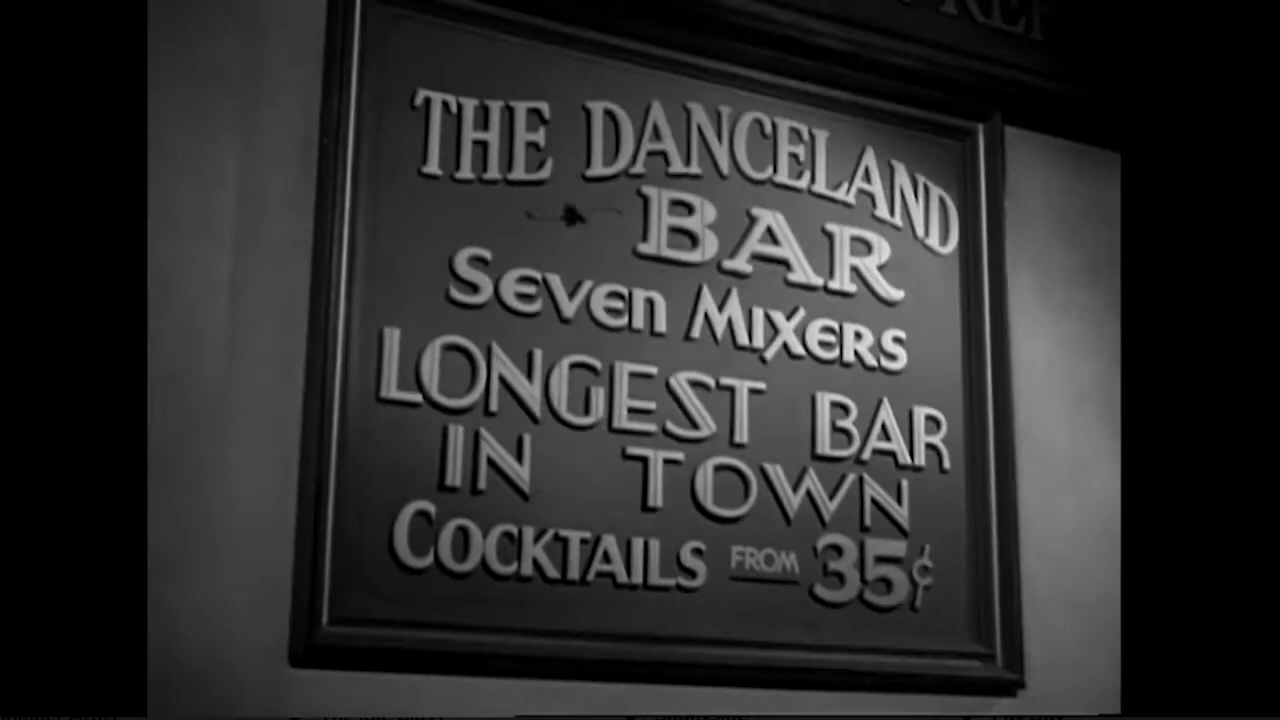 THE DANCELAND
BAR
Seven Mixers
LONGEST BAR
IN TOWN
COCKTAILS FROM 35¢